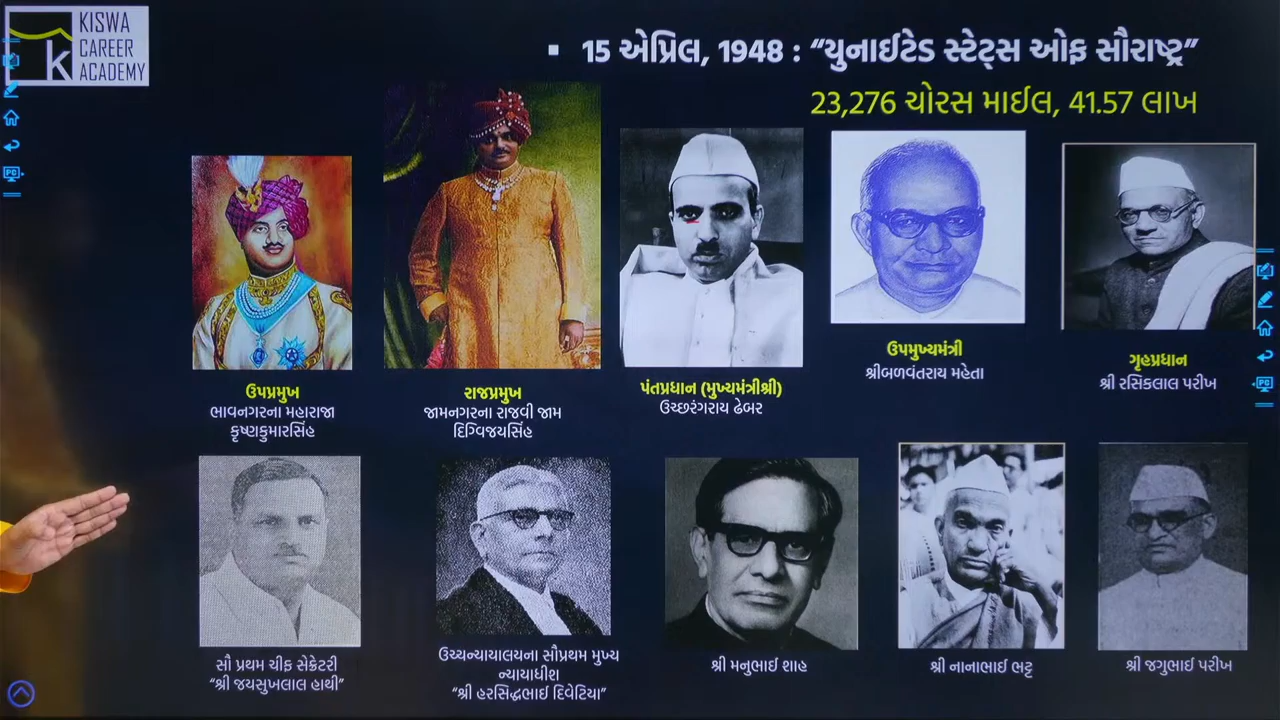 KISWA
CAREER
ACADEMY
k
▪ 15 એપ્રિલ, 1948 : “યુનાઈટેડ સ્ટેટ્સ ઓફ સૌરાષ્ટ્ર”
23,276 ચોરસ માઈલ, 41.57 લાખ
ઉપપ્રમુખ
ભાવનગરના મહારાજા
કૃષ્ણકુમારસિંહ
રાજપ્રમુખ
જામનગરના રાજવી જામ
દિગ્વિજયસિંહ
પંતપ્રધાન (મુખ્યમંત્રીશ્રી)
ઉચ્છરંગરાય ઢેબર
ઉપમુખ્યમંત્રી
શ્રીબળવંતરાય મહેતા
ગૃહપ્રધાન
શ્રી રસિકલાલ પરીખ
સૌ પ્રથમ ચીફ સેક્રેટરી
“શ્રી જયસુખલાલ હાથી”
ઉચ્ચન્યાયાલયના સૌપ્રથમ મુખ્ય
ન્યાયાધીશ
“શ્રી હરસિદ્ધભાઈ દિવેટિયા”
શ્રી મનુભાઈ શાહ
શ્રી નાનાભાઈ ભટ્ટ
શ્રી જગુભાઈ પરીખ
PC
PC